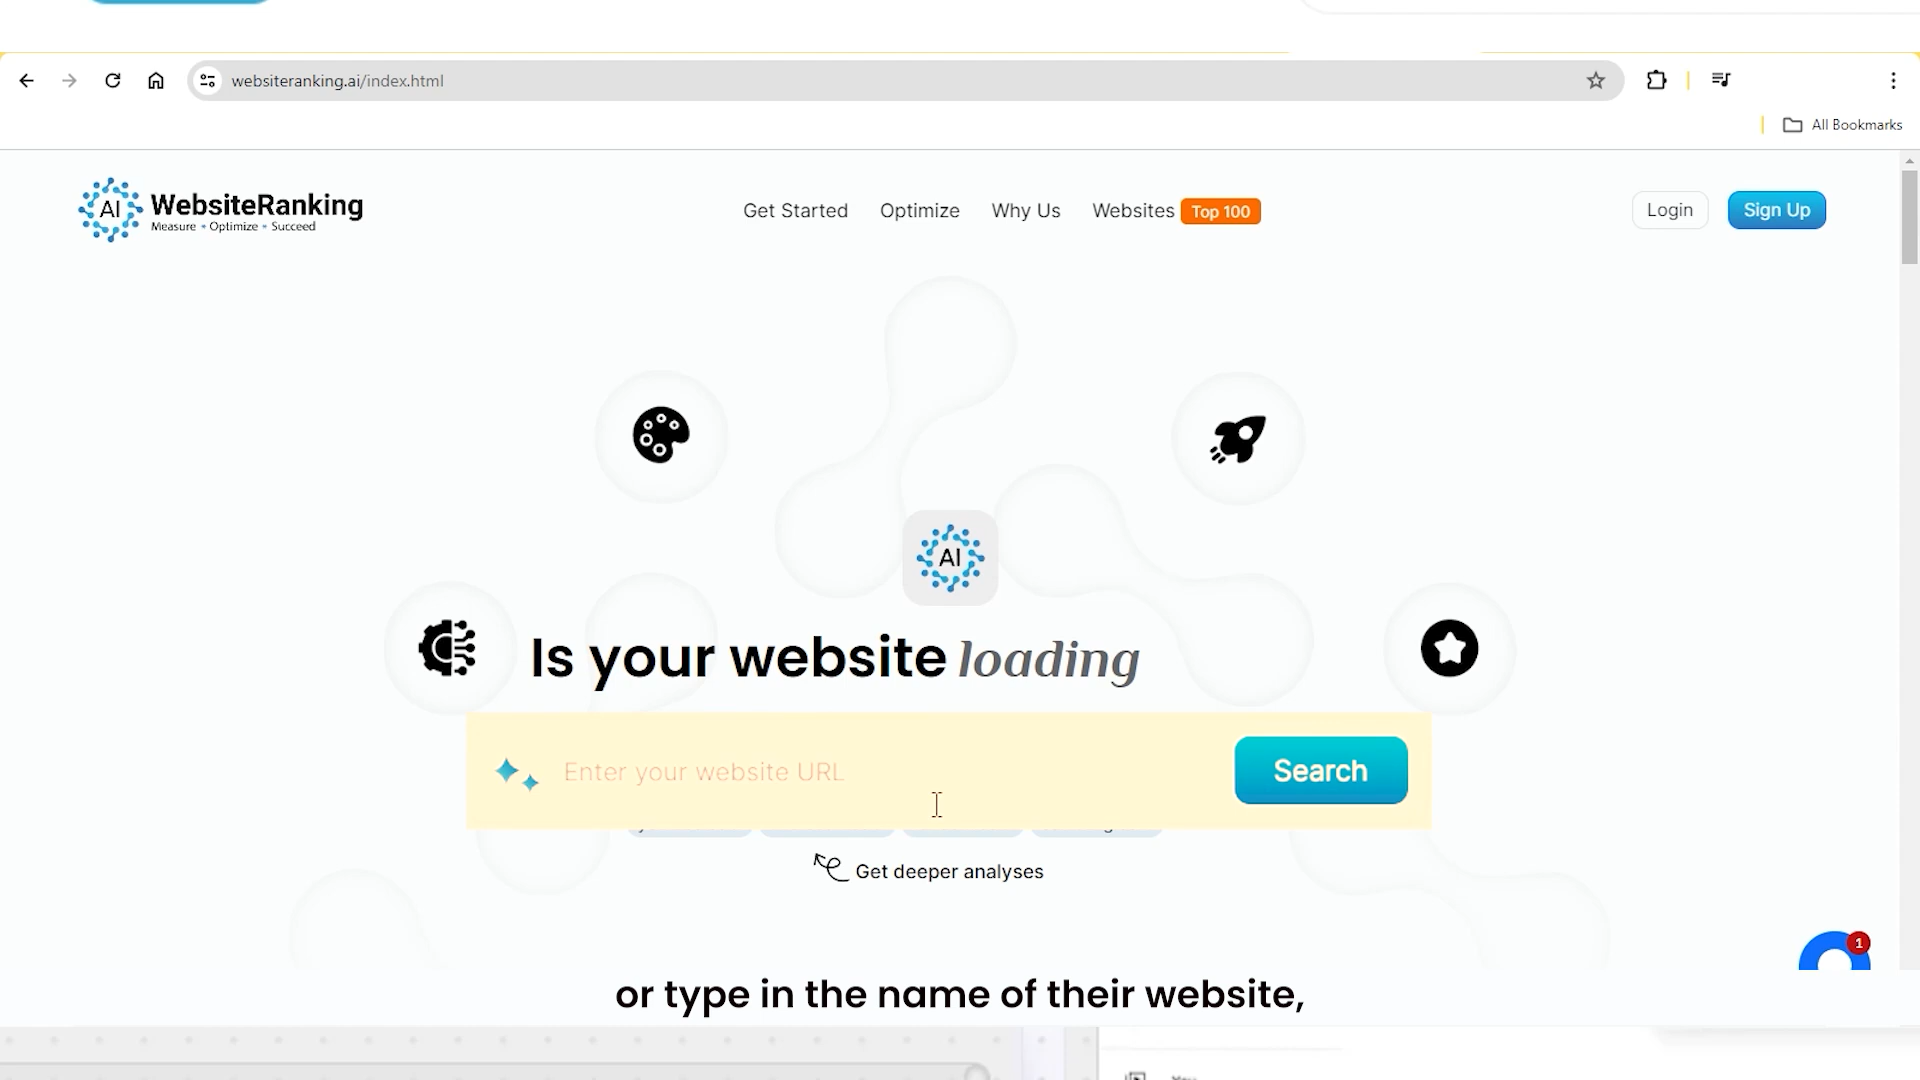 websiteranking.ai/index.html
All Bookmarks
AI WebsiteRanking
Measure • Optimize • Succeed
Get Started Optimize Why Us Websites Top 100
Login Sign Up
AI
Is your website loading
Enter your website URL Search
Get deeper analyses
1
or type in the name of their website,